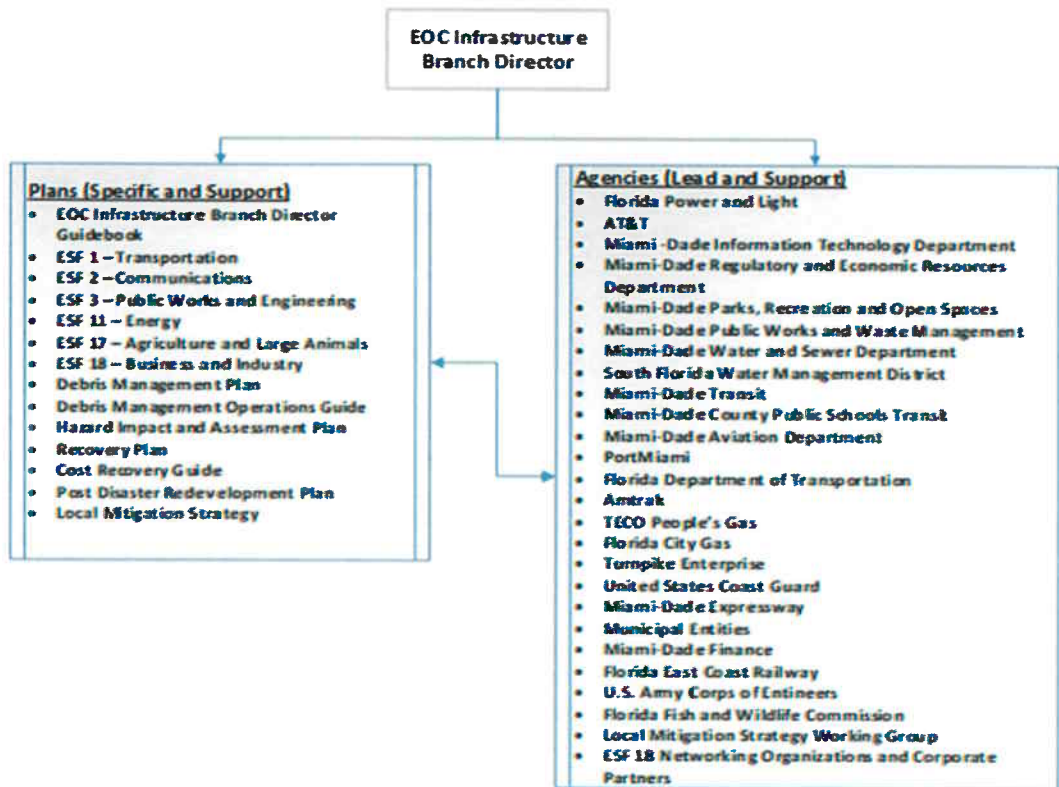 EOC Infrastructure
Branch Director
Plans (Specific and Support)
• EOC Infrastructure Branch Director
Guidebook
• ESF 1 – Transportation
• ESF 2 – Communications
• ESF 3 – Public Works and Engineering
• ESF 11 – Energy
• ESF 17 – Agriculture and Large Animals
• ESF 18 – Business and Industry
• Debris Management Plan
• Debris Management Operations Guide
• Hazard Impact and Assessment Plan
• Recovery Plan
• Cost Recovery Guide
• Post Disaster Redevelopment Plan
• Local Mitigation Strategy
Agencies (Lead and Support)
• Florida Power and Light
• AT&T
• Miami -Dade Information Technology Department
• Miami-Dade Regulatory and Economic Resources
Department
• Miami-Dade Parks, Recreation and Open Spaces
• Miami-Dade Public Works and Waste Management
• Miami-Dade Water and Sewer Department
• South Florida Water Management District
• Miami-Dade Transit
• Miami-Dade County Public Schools Transit
• Miami-Dade Aviation Department
• PortMiami
• Florida Department of Transportation
• Amtrak
• TECO People's Gas
• Florida City Gas
• Turnpike Enterprise
• United States Coast Guard
• Miami-Dade Expressway
• Municipal Entities
• Miami-Dade Finance
• Florida East Coast Railway
• U.S. Army Corps of Entineers
• Florida Fish and Wildlife Commission
• Local Mitigation Strategy Working Group
• ESF 18 Networking Organizations and Corporate
Partners